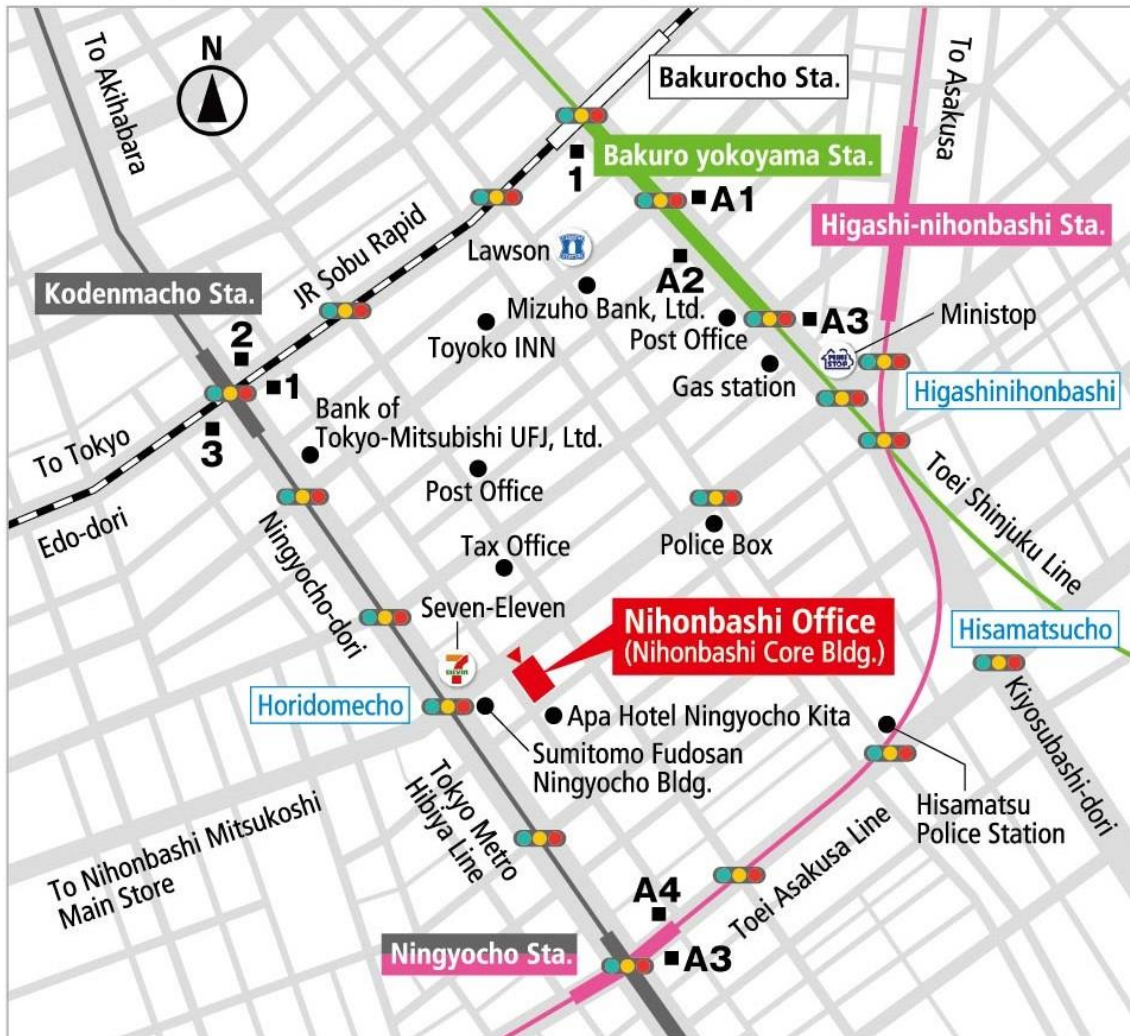 N
To Akihabara
Bakurocho Sta.
To Asakusa
1
Bakuro yokoyama Sta.
A1
Higashi-nihonbashi Sta.
JR Sobu Rapid
Lawson
A2
Kodenmacho Sta.
Mizuho Bank, Ltd.
Post Office
A3
Ministop
2
Toyoko INN
1
Gas station
Higashinihonbashi
Bank of
Tokyo-Mitsubishi UFJ, Ltd.
3
To Tokyo
Post Office
Toei Shinjuku Line
Edo-dori
Ningyocho-dori
Police Box
Tax Office
Seven-Eleven
7
ELEVEN
Nihonbashi Office
(Nihonbashi Core Bldg.)
Hisamatsucho
Horidomecho
Apa Hotel Ningyocho Kita
Kiyosubashi-dori
Sumitomo Fudosan
Ningyocho Bldg.
Tokyo Metro
Hibiya Line
Hisamatsu
Police Station
To Nihonbashi Mitsukoshi
Main Store
Toei Asakusa Line
A4
Ningyocho Sta.
A3